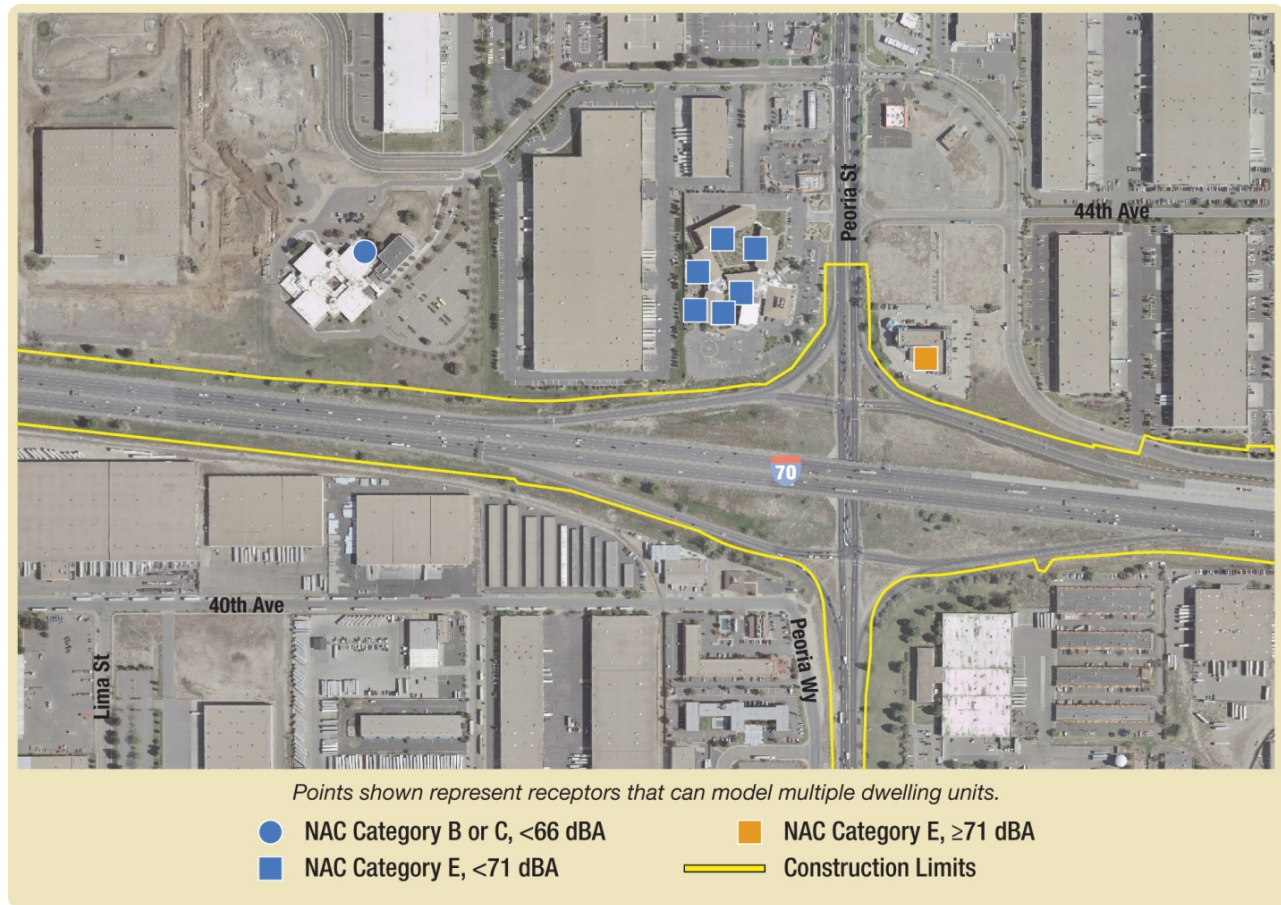 44th Ave
Peoria St
70
40th Ave
Lima St
Peoria Wy
Points shown represent receptors that can model multiple dwelling units.
NAC Category B or C, <66 dBA
NAC Category E, ≥71 dBA
NAC Category E, <71 dBA
Construction Limits